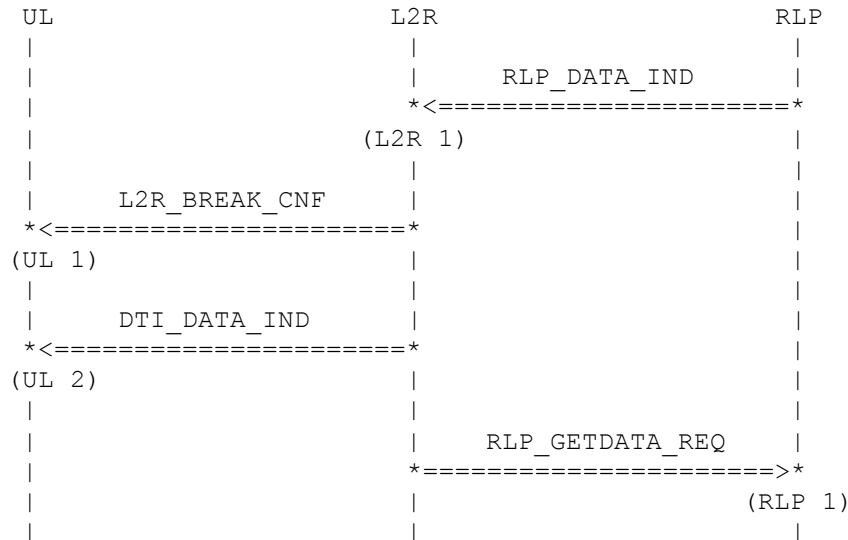 UL L2R RLP
RLP_DATA_IND
(L2R 1)
L2R_BREAK_CNF
(UL 1)
DTI_DATA_IND
(UL 2)
RLP_GETDATA_REQ
(RLP 1)